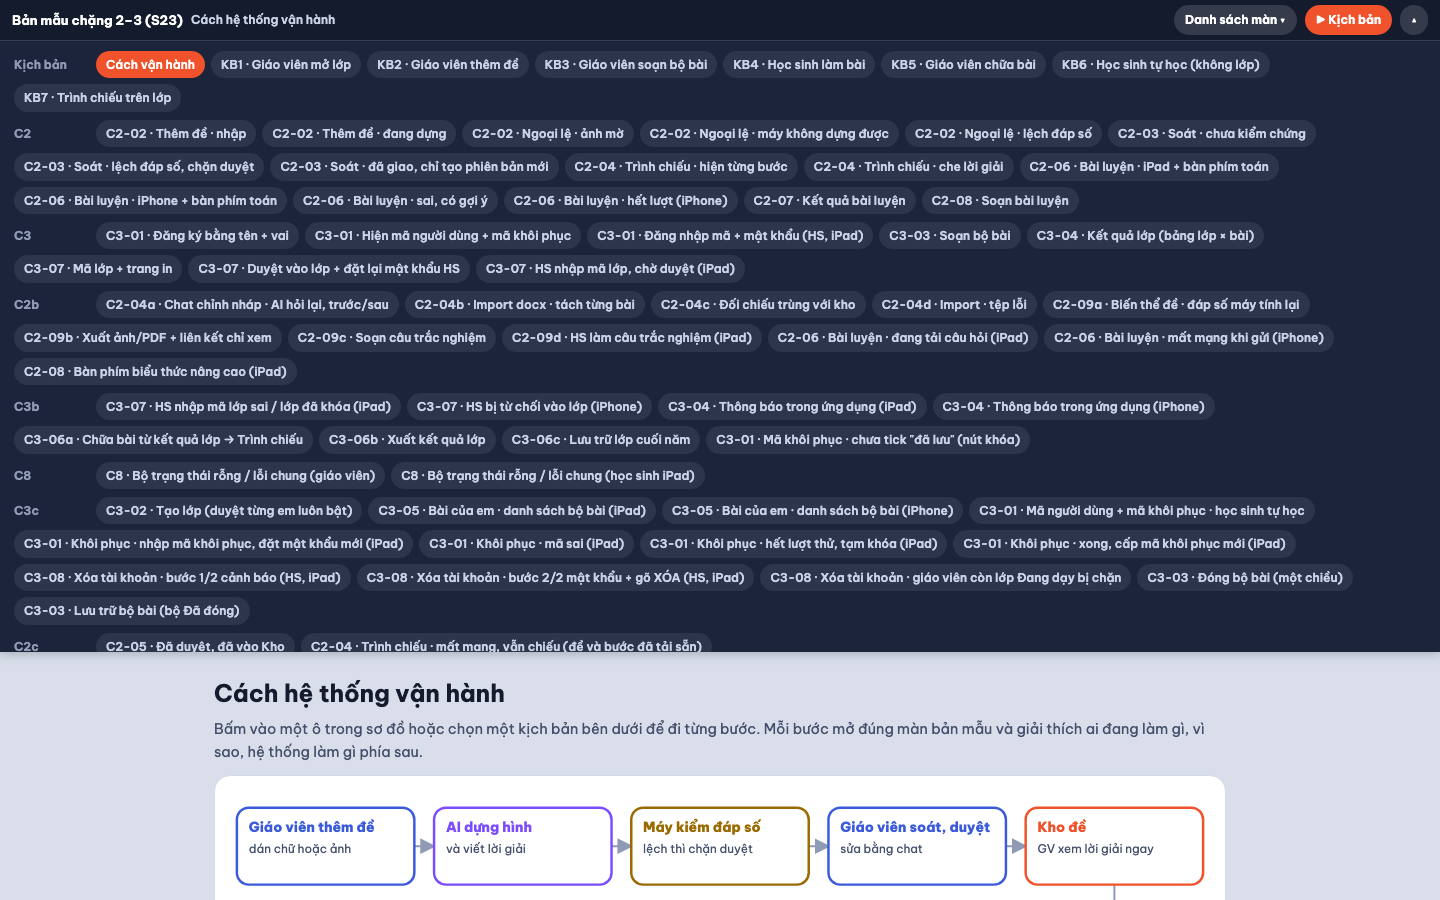 Bản mẫu chặng 2–3 (S23) Cách hệ thống vận hành Danh sách màn ▾ ▶ Kịch bản ▴
Kịch bản Cách vận hành KB1 · Giáo viên mở lớp KB2 · Giáo viên thêm đề KB3 · Giáo viên soạn bộ bài KB4 · Học sinh làm bài KB5 · Giáo viên chữa bài KB6 · Học sinh tự học (không lớp)
KB7 · Trình chiếu trên lớp
C2 C2-02 · Thêm đề · nhập C2-02 · Thêm đề · đang dựng C2-02 · Ngoại lệ · ảnh mờ C2-02 · Ngoại lệ · máy không dựng được C2-02 · Ngoại lệ · lệch đáp số C2-03 · Soát · chưa kiểm chứng
C2-03 · Soát · lệch đáp số, chặn duyệt C2-03 · Soát · đã giao, chỉ tạo phiên bản mới C2-04 · Trình chiếu · hiện từng bước C2-04 · Trình chiếu · che lời giải C2-06 · Bài luyện · iPad + bàn phím toán
C2-06 · Bài luyện · iPhone + bàn phím toán C2-06 · Bài luyện · sai, có gợi ý C2-06 · Bài luyện · hết lượt (iPhone) C2-07 · Kết quả bài luyện C2-08 · Soạn bài luyện
C3 C3-01 · Đăng ký bằng tên + vai C3-01 · Hiện mã người dùng + mã khôi phục C3-01 · Đăng nhập mã + mật khẩu (HS, iPad) C3-03 · Soạn bộ bài C3-04 · Kết quả lớp (bảng lớp × bài)
C3-07 · Mã lớp + trang in C3-07 · Duyệt vào lớp + đặt lại mật khẩu HS C3-07 · HS nhập mã lớp, chờ duyệt (iPad)
C2b C2-04a · Chat chỉnh nháp · AI hỏi lại, trước/sau C2-04b · Import docx · tách từng bài C2-04c · Đối chiếu trùng với kho C2-04d · Import · tệp lỗi C2-09a · Biến thể đề · đáp số máy tính lại
C2-09b · Xuất ảnh/PDF + liên kết chỉ xem C2-09c · Soạn câu trắc nghiệm C2-09d · HS làm câu trắc nghiệm (iPad) C2-06 · Bài luyện · đang tải câu hỏi (iPad) C2-06 · Bài luyện · mất mạng khi gửi (iPhone)
C2-08 · Bàn phím biểu thức nâng cao (iPad)
C3b C3-07 · HS nhập mã lớp sai / lớp đã khóa (iPad) C3-07 · HS bị từ chối vào lớp (iPhone) C3-04 · Thông báo trong ứng dụng (iPad) C3-04 · Thông báo trong ứng dụng (iPhone)
C3-06a · Chữa bài từ kết quả lớp → Trình chiếu C3-06b · Xuất kết quả lớp C3-06c · Lưu trữ lớp cuối năm C3-01 · Mã khôi phục · chưa tick "đã lưu" (nút khóa)
C8 C8 · Bộ trạng thái rỗng / lỗi chung (giáo viên) C8 · Bộ trạng thái rỗng / lỗi chung (học sinh iPad)
C3c C3-02 · Tạo lớp (duyệt từng em luôn bật) C3-05 · Bài của em · danh sách bộ bài (iPad) C3-05 · Bài của em · danh sách bộ bài (iPhone) C3-01 · Mã người dùng + mã khôi phục · học sinh tự học
C3-01 · Khôi phục · nhập mã khôi phục, đặt mật khẩu mới (iPad) C3-01 · Khôi phục · mã sai (iPad) C3-01 · Khôi phục · hết lượt thử, tạm khóa (iPad) C3-01 · Khôi phục · xong, cấp mã khôi phục mới (iPad)
C3-08 · Xóa tài khoản · bước 1/2 cảnh báo (HS, iPad) C3-08 · Xóa tài khoản · bước 2/2 mật khẩu + gõ XÓA (HS, iPad) C3-08 · Xóa tài khoản · giáo viên còn lớp Đang dạy bị chặn C3-03 · Đóng bộ bài (một chiều)
C3-03 · Lưu trữ bộ bài (bộ Đã đóng)
C2c C2-05 · Đã duyệt, đã vào Kho C2-04 · Trình chiếu · mất mạng, vẫn chiếu (đề và bước đã tải sẵn)
Cách hệ thống vận hành
Bấm vào một ô trong sơ đồ hoặc chọn một kịch bản bên dưới để đi từng bước. Mỗi bước mở đúng màn bản mẫu và giải thích ai đang làm gì, vì
sao, hệ thống làm gì phía sau.
Giáo viên thêm đề AI dựng hình Máy kiểm đáp số Giáo viên soát, duyệt Kho đề
dán chữ hoặc ảnh và viết lời giải lệch thì chặn duyệt sửa bằng chat GV xem lời giải ngay